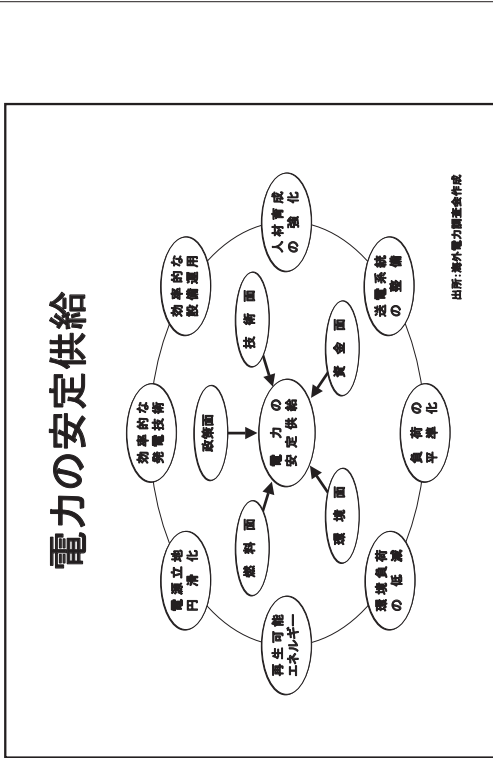 電力の安定供給
効率的な
発電技術
電源立地
円滑化
効率的な
設備運用
政策面
燃料面
技術面
再生可能
エネルギー
電力の
安定供給
人材育成
の強化
環境面
資金面
環境負荷
の低減
送電系統
の整備
負荷の
平準化
出所:海外電力調査会作成